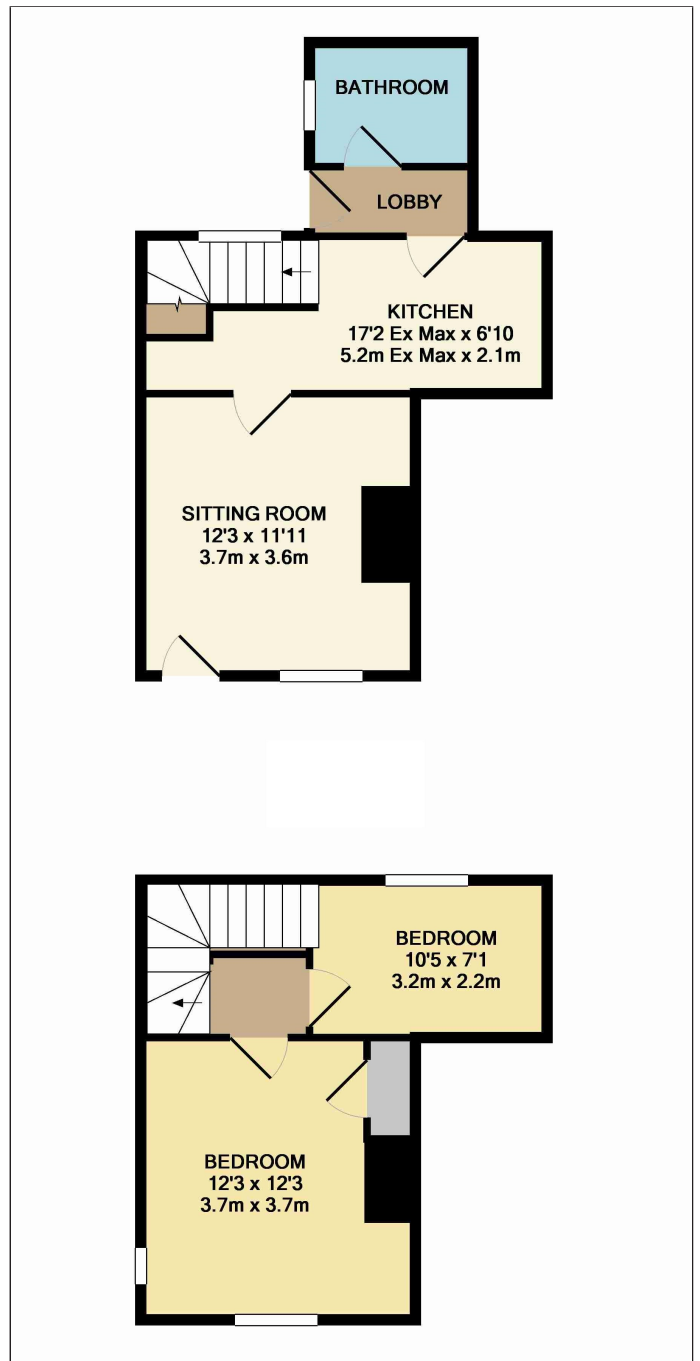 BATHROOM
LOBBY
KITCHEN
17'2 Ex Max x 6'10
5.2m Ex Max x 2.1m
SITTING ROOM
12'3 x 11'11
3.7m x 3.6m
BEDROOM
10'5 x 7'1
3.2m x 2.2m
BEDROOM
12'3 x 12'3
3.7m x 3.7m